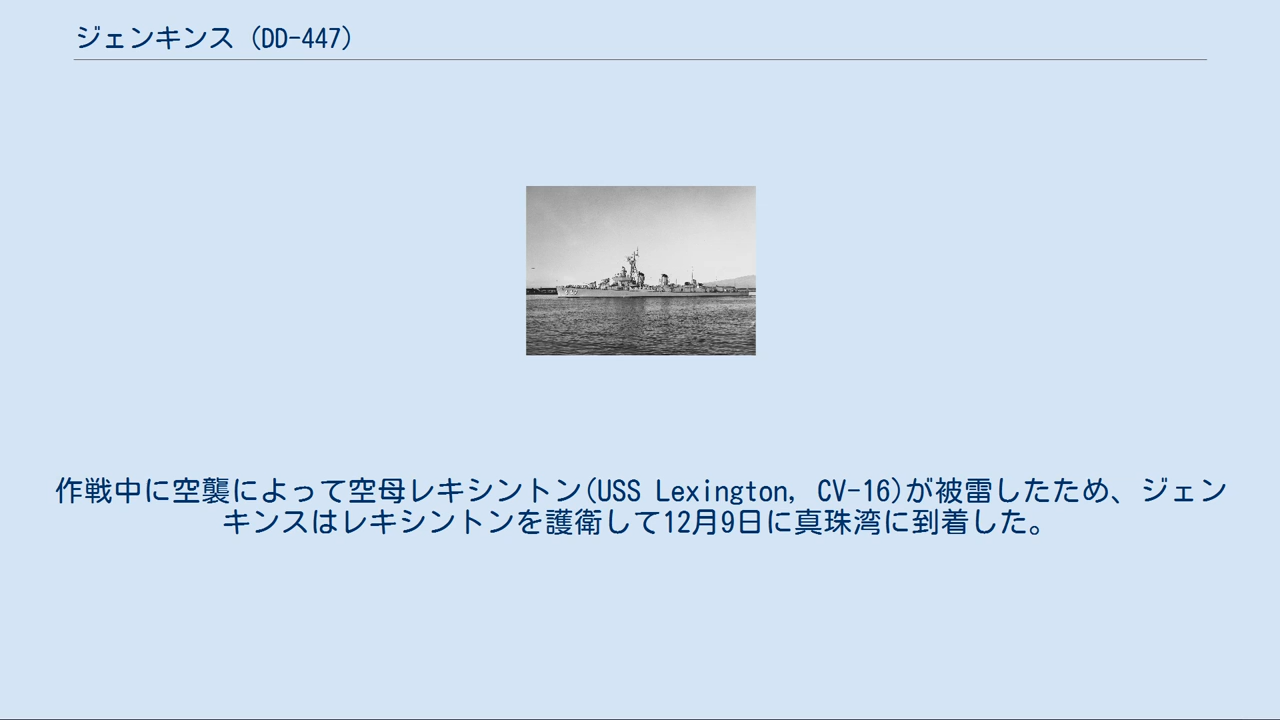 ジェンキンス (DD-447)
作戦中に空襲によって空母レキシントン(USS Lexington, CV-16)が被雷したため、ジェン
キンスはレキシントンを護衛して12月9日に真珠湾に到着した。